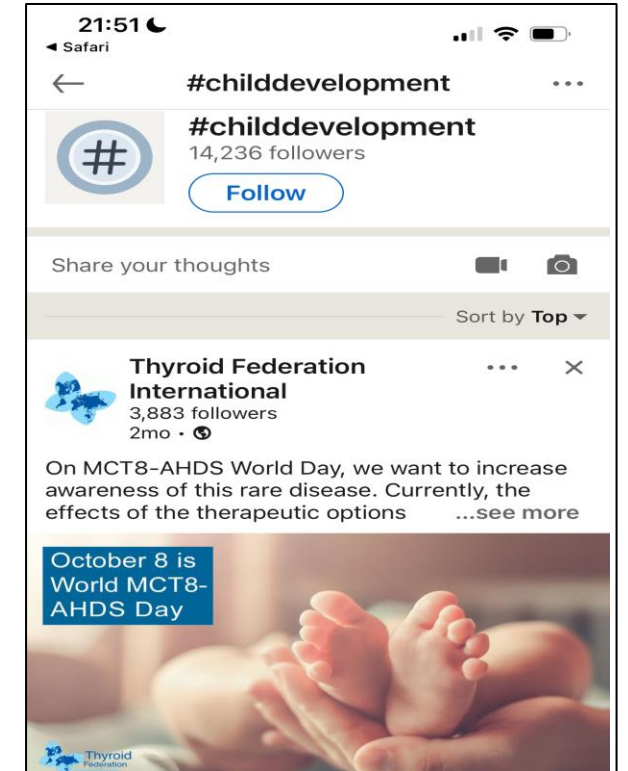 21:51
◄ Safari
#childdevelopment
#childdevelopment
14,236 followers
Follow
Share your thoughts
Sort by Top
Thyroid Federation
International
3,883 followers
2mo •
On MCT8-AHDS World Day, we want to increase
awareness of this rare disease. Currently, the
effects of the therapeutic options ...see more
October 8 is
World MCT8-
AHDS Day
Thyroid
Federation